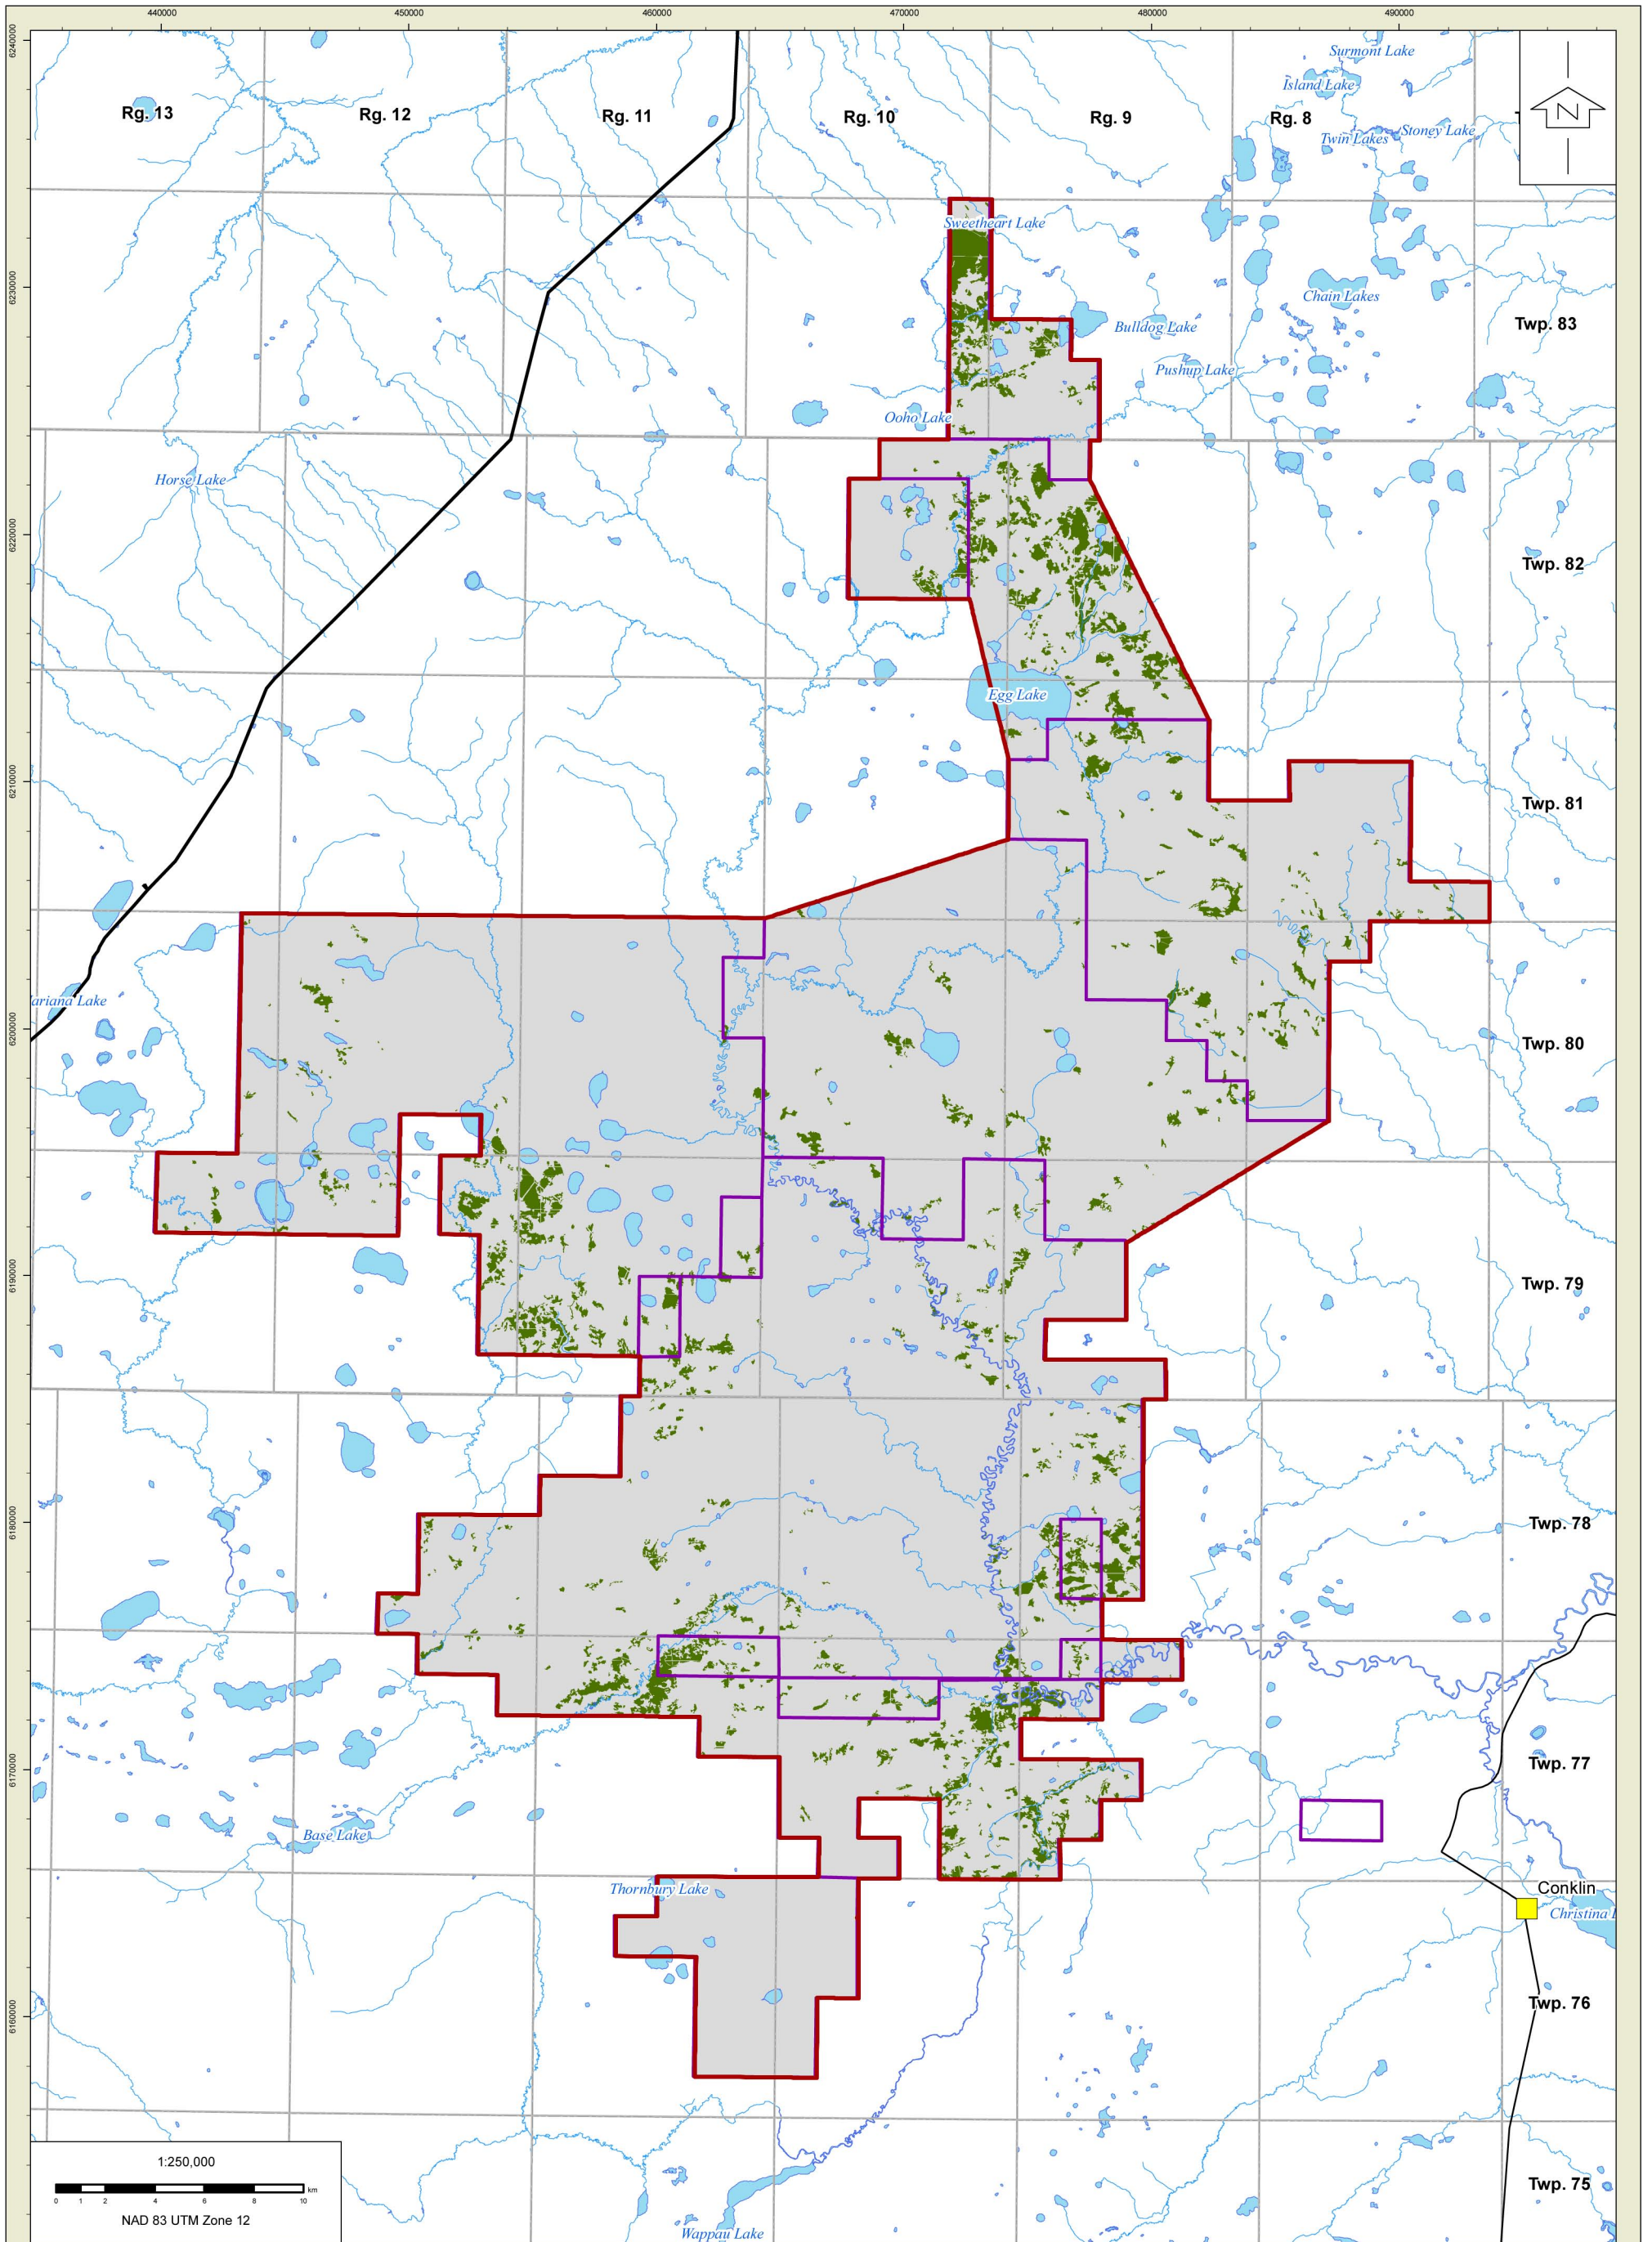 440000 450000 460000 470000 480000 490000
6240000
Surmont Lake
Island Lake
Rg. 13 Rg. 12 Rg. 11 Rg. 10 Rg. 9 Rg. 8
N
Twin Lakes Stoney Lake
Sweetheart Lake
6230000
Chain Lakes
Bulldog Lake
Twp. 83
Pushup Lake
Ooho Lake
Horse Lake
6220000
Twp. 82
Egg Lake
6210000
Twp. 81
ariana Lake
6200000
Twp. 80
6190000
Twp. 79
6180000
Twp. 78
6170000
Twp. 77
Base Lake
Thornbury Lake
Conklin
Christina L
6160000
Twp. 76
1:250,000
0 1 2 4 6 8 10 km
NAD 83 UTM Zone 12
Twp. 75
Wappau Lake